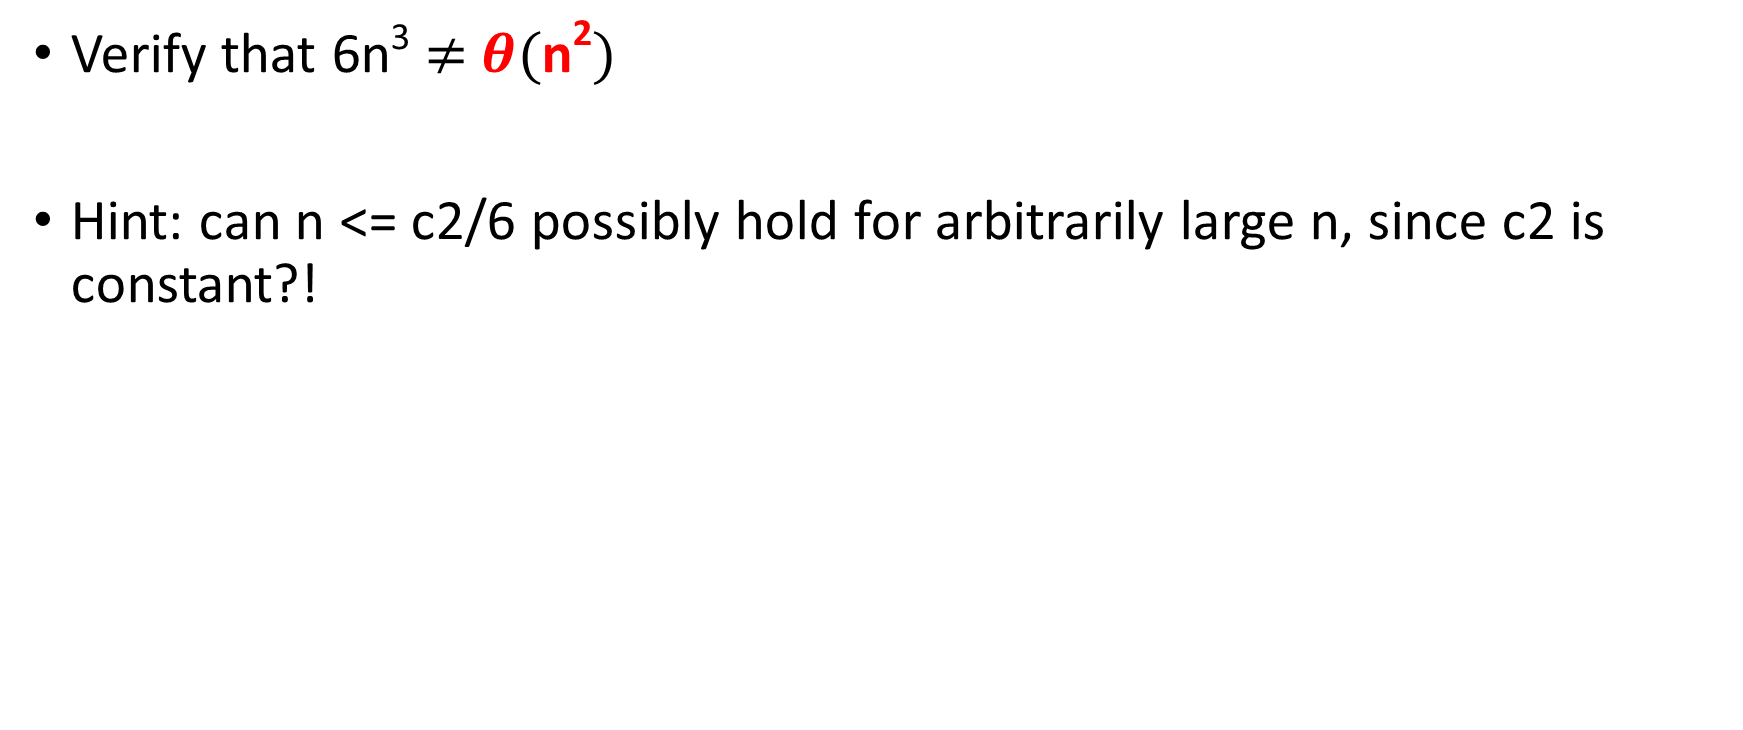 • Verify that 6n³ ≠ θ(n²)
• Hint: can n <= c2/6 possibly hold for arbitrarily large n, since c2 is
constant?!